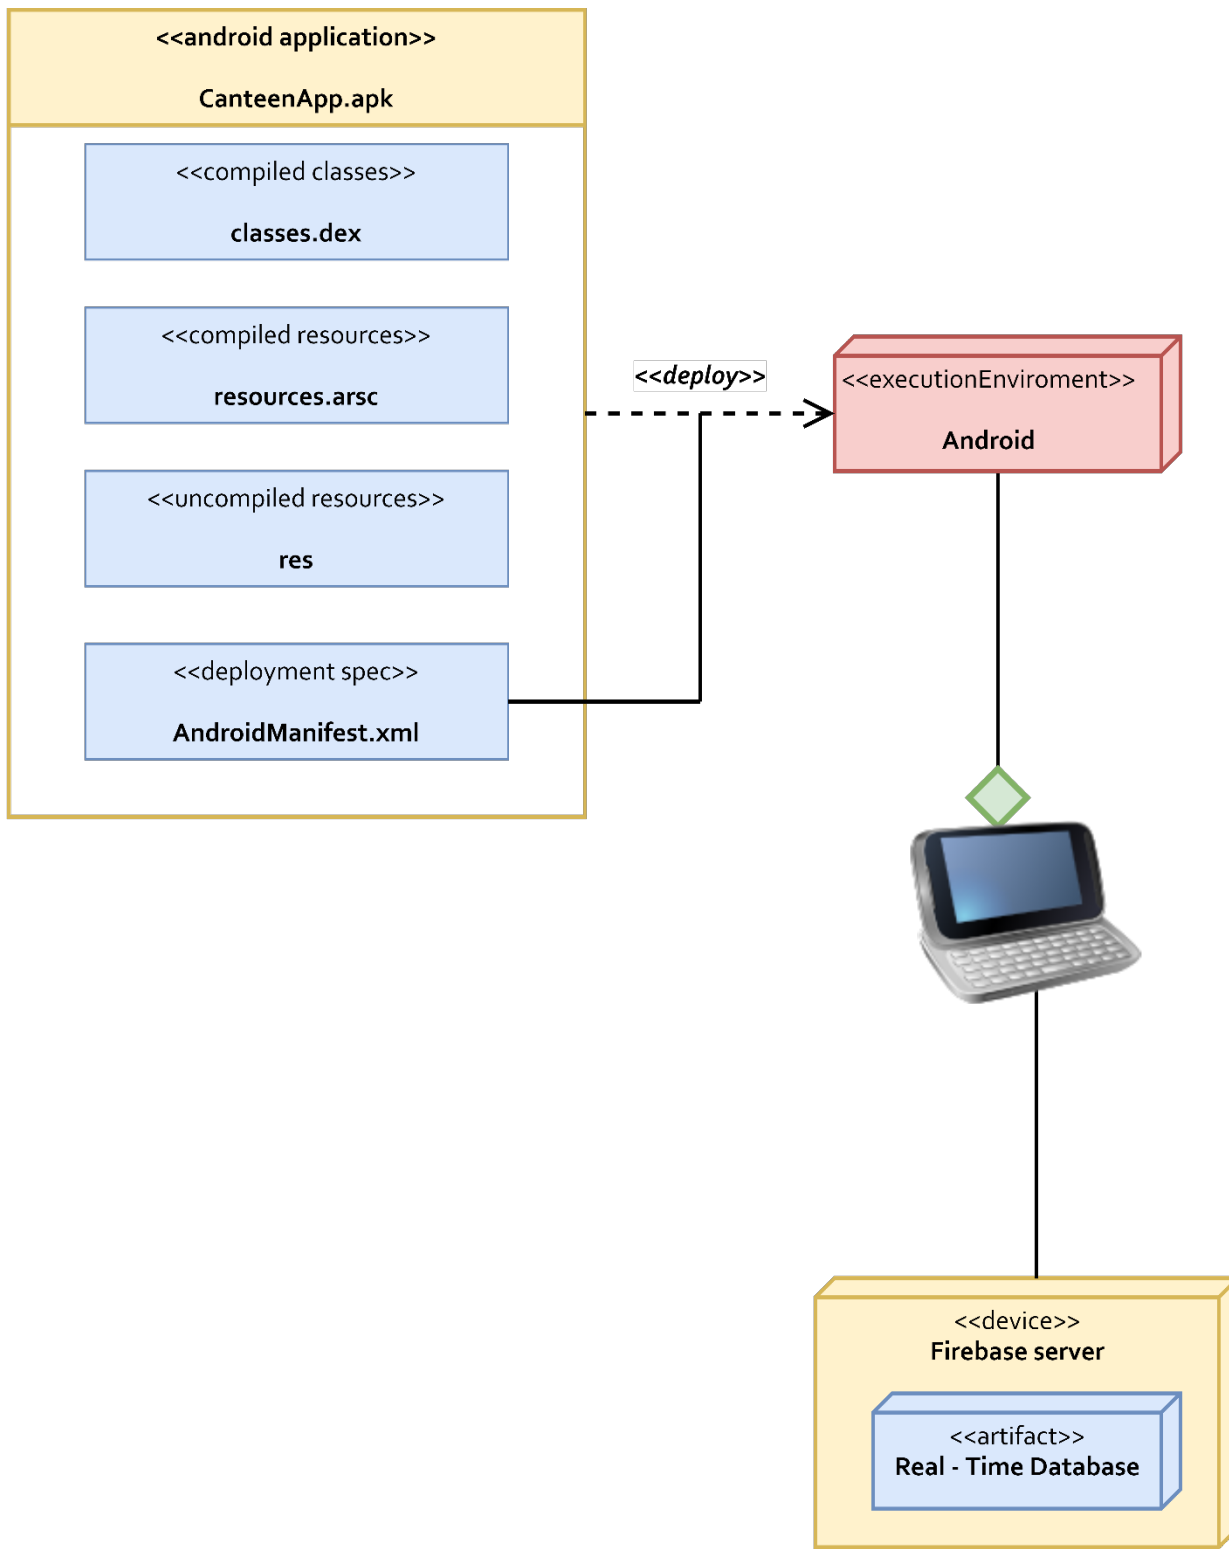 <<android application>>
CanteenApp.apk
<<compiled classes>>
classes.dex
<<compiled resources>>
resources.arsc
<<uncompiled resources>>
res
<<deployment spec>>
AndroidManifest.xml
<<deploy>>
<<executionEnviroment>>
Android
<<device>>
Firebase server
<<artifact>>
Real - Time Database